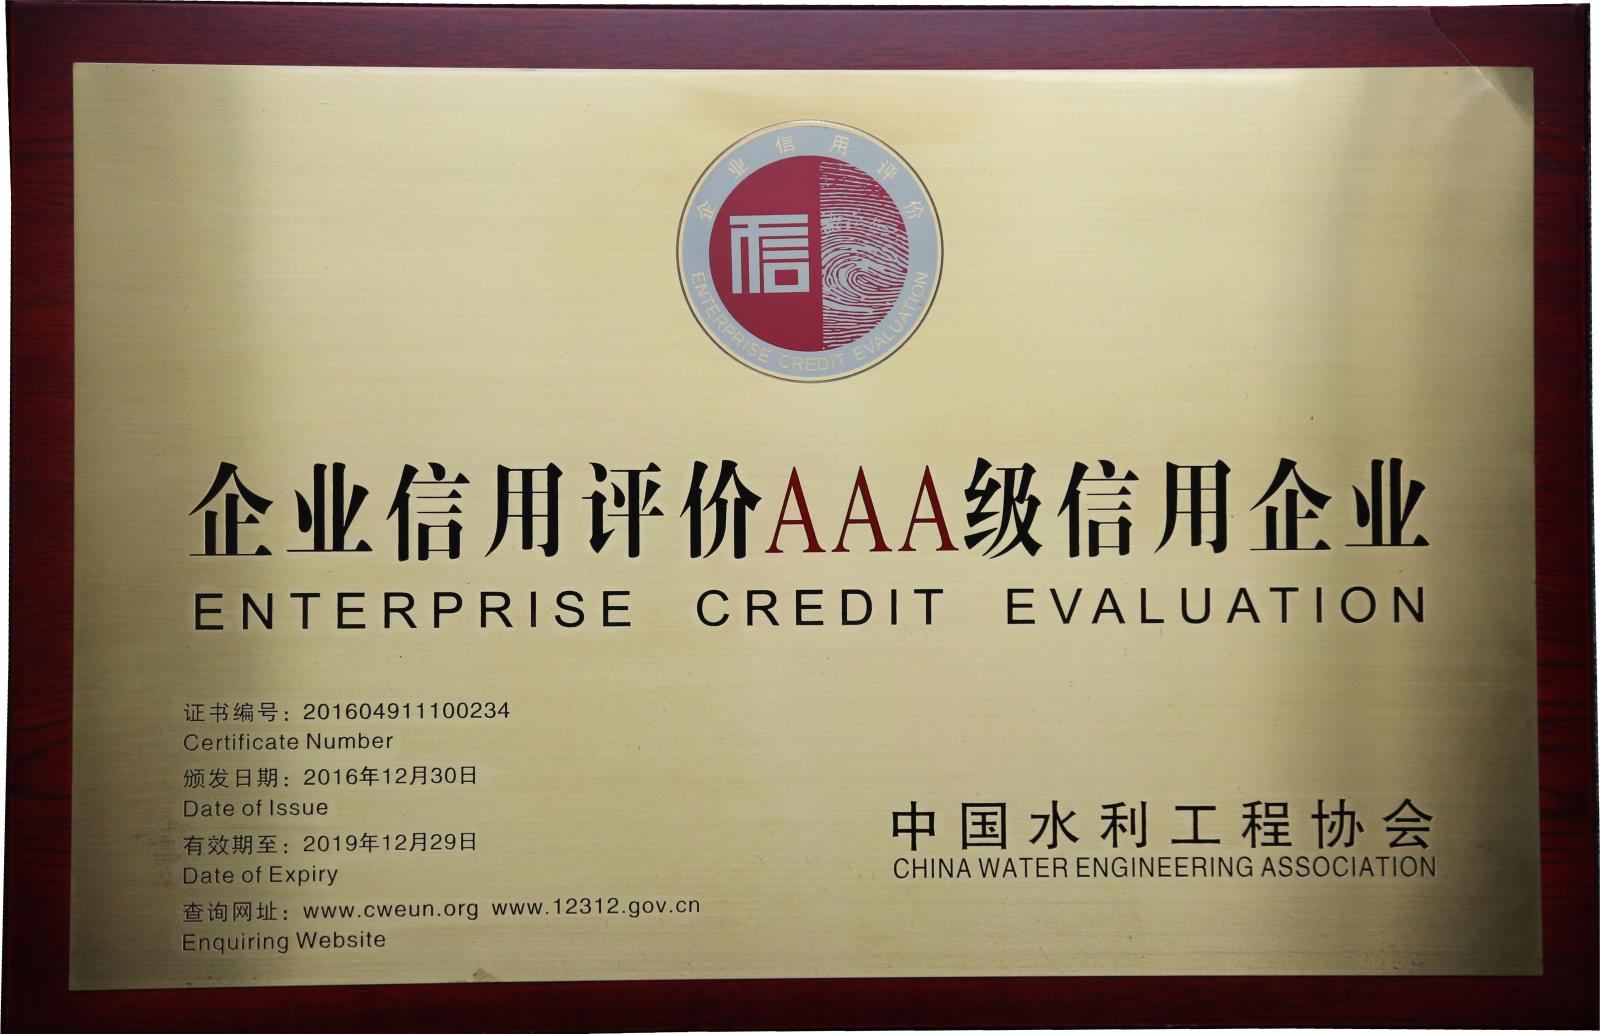 企业信用评价
信
ENTERPRISE CREDIT EVALUATION
企业信用评价AAA级信用企业
ENTERPRISE CREDIT EVALUATION
证书编号：201604911100234
Certificate Number
颁发日期：2016年12月30日
Date of Issue
有效期至：2019年12月29日
Date of Expiry
查询网址：www.cweun.org www.12312.gov.cn
Enquiring Website
中国水利工程协会
CHINA WATER ENGINEERING ASSOCIATION